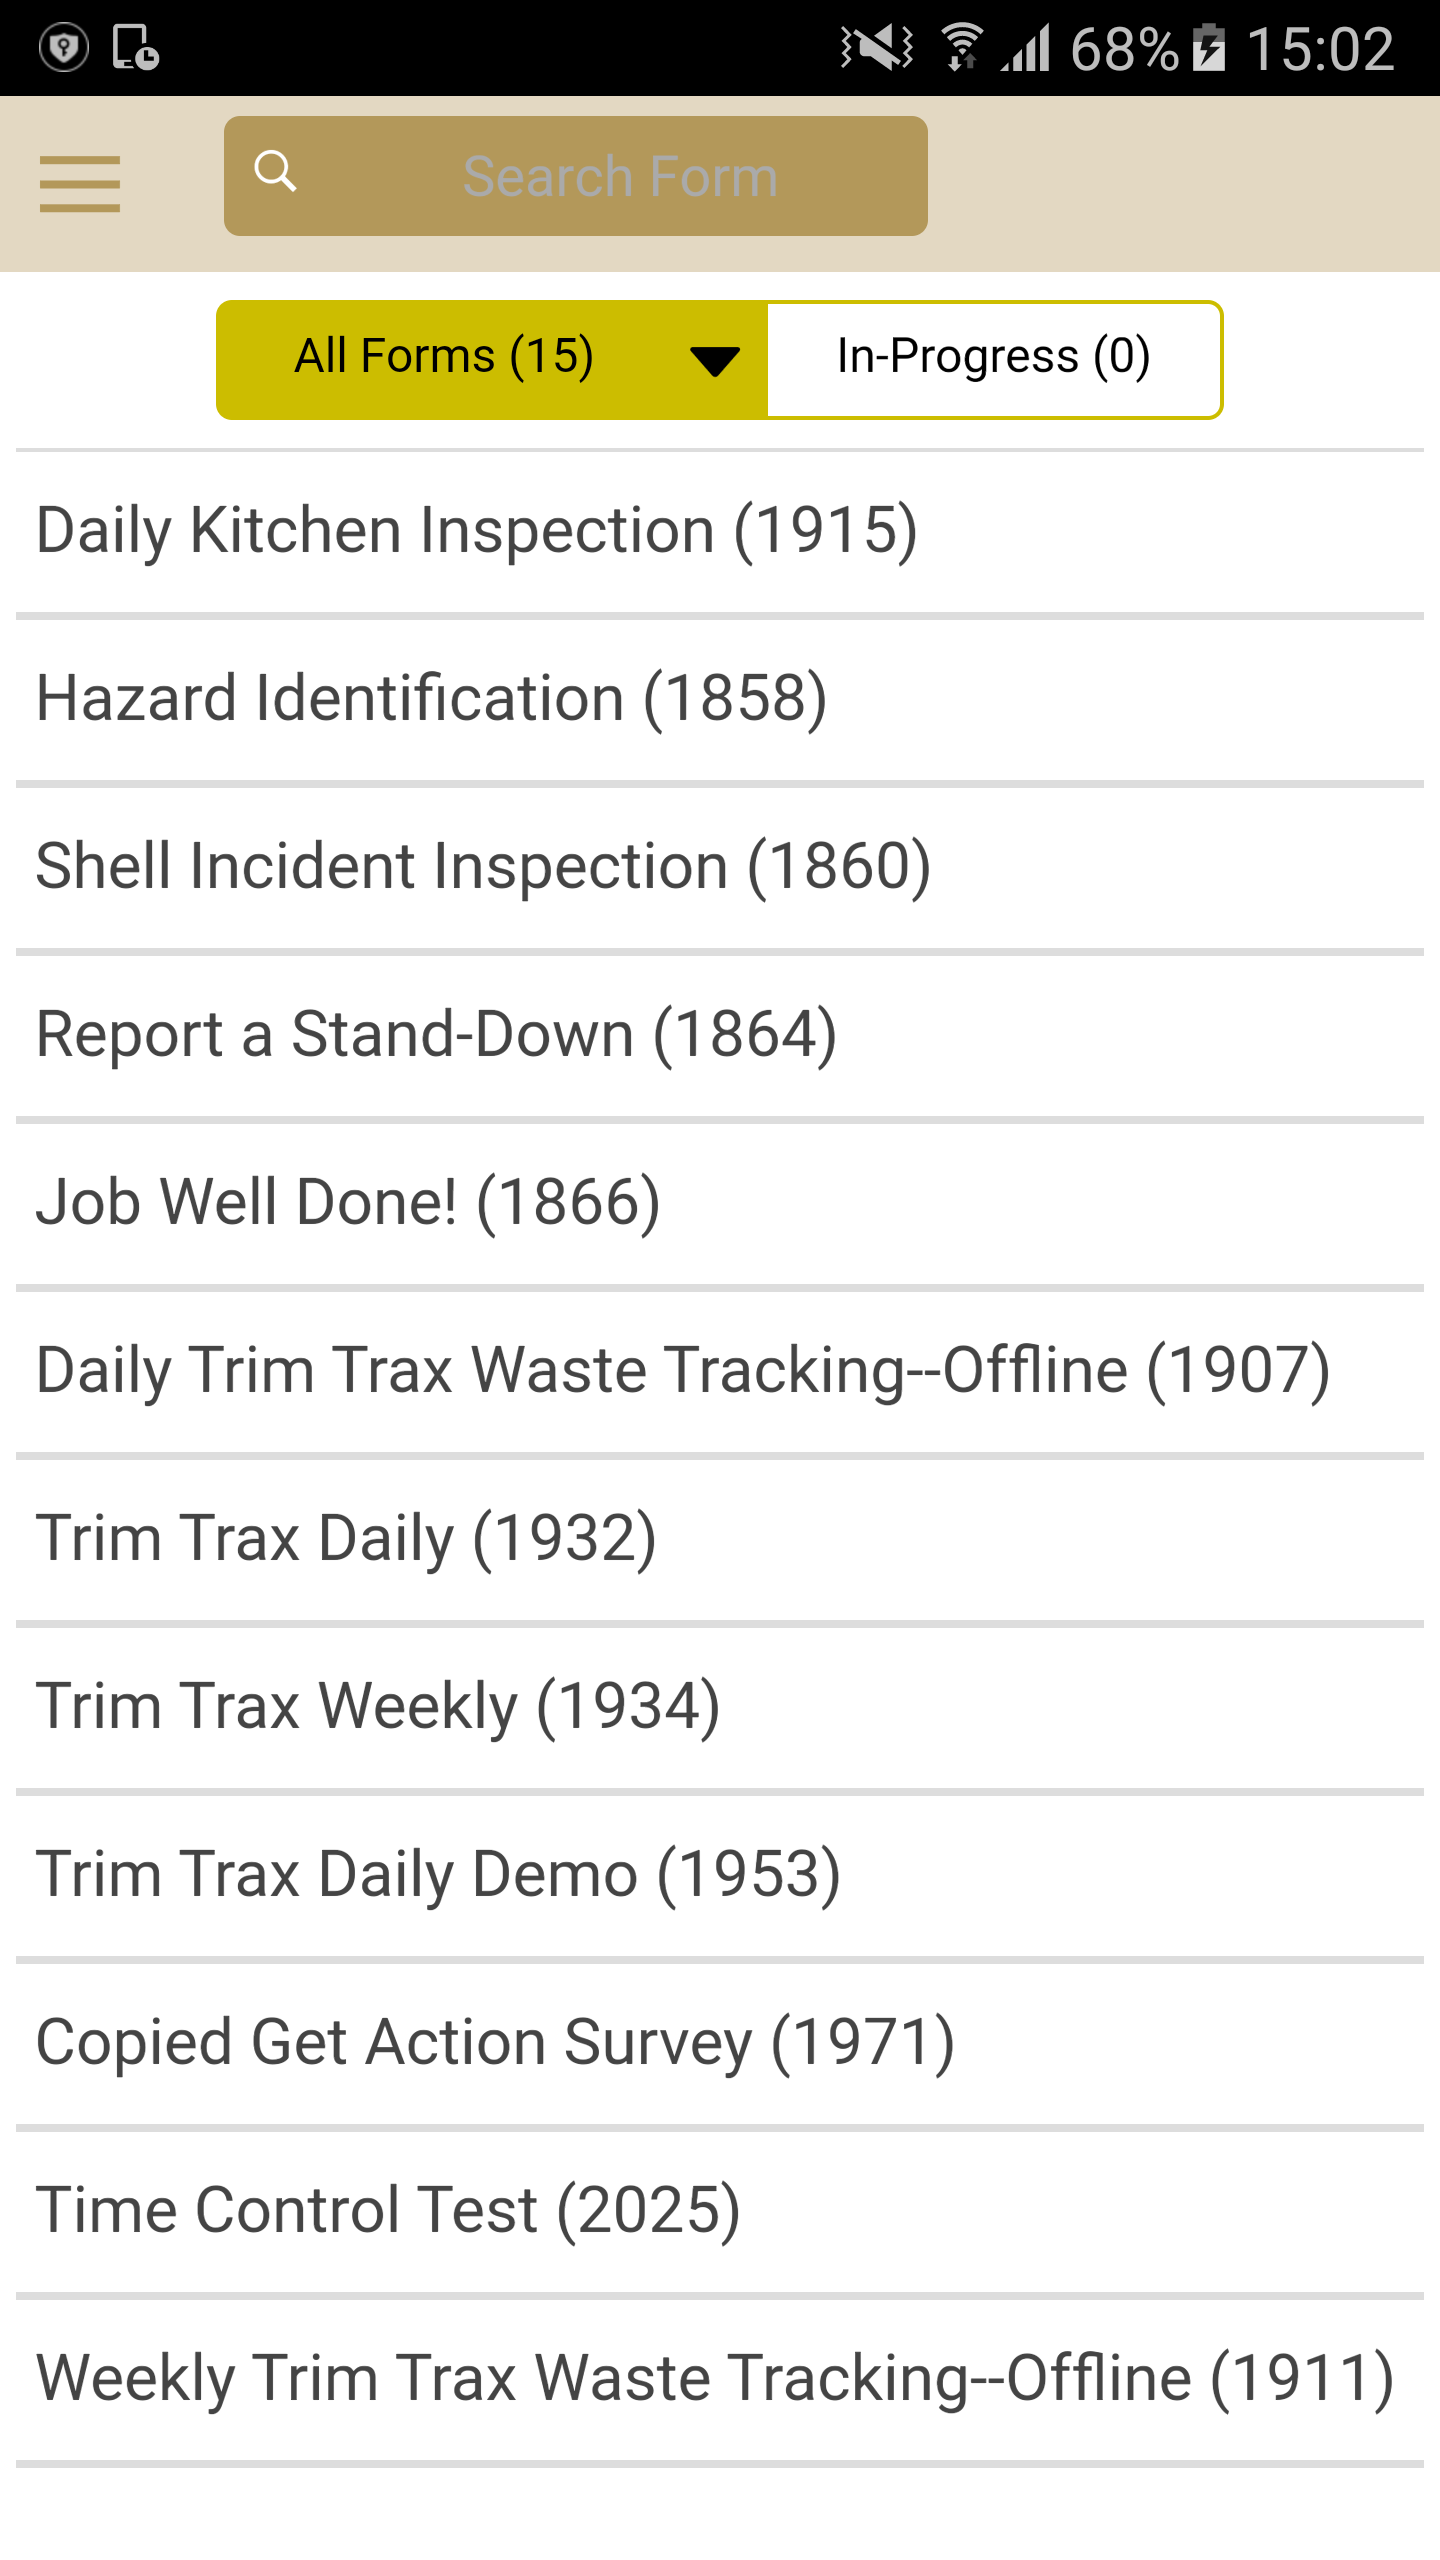 68% 15:02
Search Form
All Forms (15) In-Progress (0)
Daily Kitchen Inspection (1915)
Hazard Identification (1858)
Shell Incident Inspection (1860)
Report a Stand-Down (1864)
Job Well Done! (1866)
Daily Trim Trax Waste Tracking--Offline (1907)
Trim Trax Daily (1932)
Trim Trax Weekly (1934)
Trim Trax Daily Demo (1953)
Copied Get Action Survey (1971)
Time Control Test (2025)
Weekly Trim Trax Waste Tracking--Offline (1911)